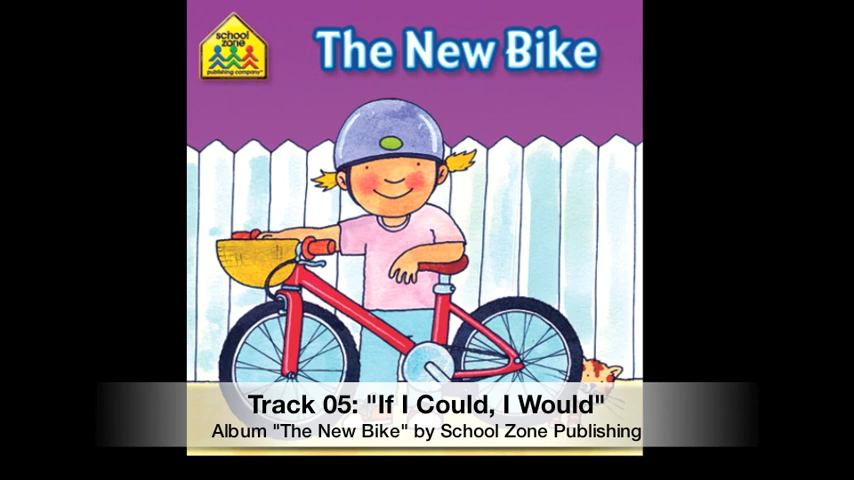 school
zone
publishing company
The New Bike
Track 05: "If I Could, I Would"
Album "The New Bike" by School Zone Publishing